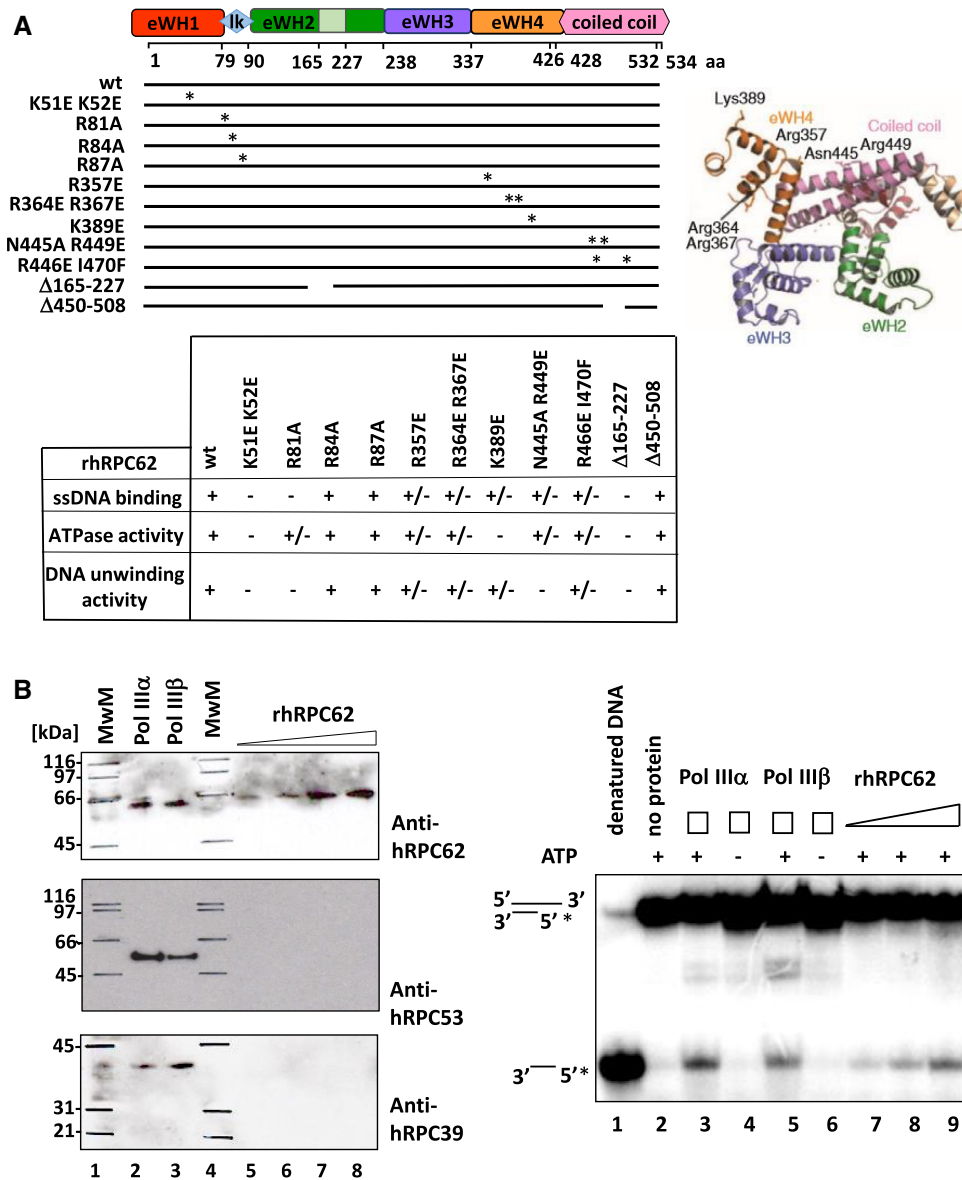 A
eWH1 lk eWH2 eWH3 eWH4 coiled coil
1 79 90 165 227 238 337 426 428 532 534 aa
wt
K51E K52E
*
R81A
*
R84A
*
R87A
*
R357E
*
R364E R367E
**
K389E
*
N445A R449E
**
R446E I470F
* *
Δ165-227
Δ450-508
Lys389
eWH4
Arg357
Coiled coil
Asn445 Arg449
Arg364
Arg367
eWH3
eWH2
rhRPC62 wt K51E K52E R81A R84A R87A R357E R364E R367E K389E N445A R449E R466E I470F Δ165-227 Δ450-508
ssDNA binding + - - + + +/- +/- +/- +/- +/- - +
ATPase activity + - +/- + + +/- +/- - +/- +/- - +
DNA unwinding
activity + - - + + +/- +/- +/- - +/- - +
B
[kDa] MwM Pol IIIα Pol IIIβ MwM rhRPC62
116
97
66
45
Anti-
hRPC62
116
97
66
45
Anti-
hRPC53
45
31
21
Anti-
hRPC39
1 2 3 4 5 6 7 8
denatured DNA no protein Pol IIIα Pol IIIβ rhRPC62
ATP + + - + - + + +
5' 3'
3' 5' *
3' 5'*
1 2 3 4 5 6 7 8 9